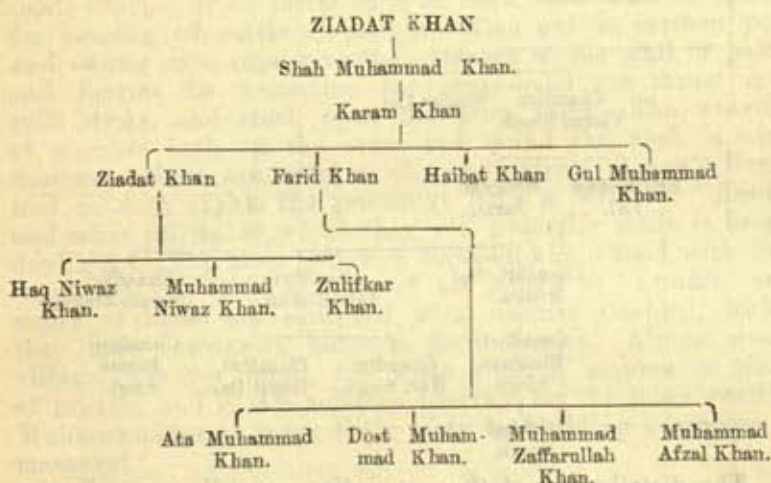 ZIADAT KHAN
Shah Muhammad Khan.
Karam Khan
Ziadat Khan Farid Khan Haibat Khan Gul Muhammad
Khan.
Haq Niwaz Muhammad Zulifkar
Khan. Niwaz Khan. Khan.
Ata Muhammad Dost Muham- Muhammad Muhammad
Khan. mad Khan. Zaffarullah Afzal Khan.
Khan.